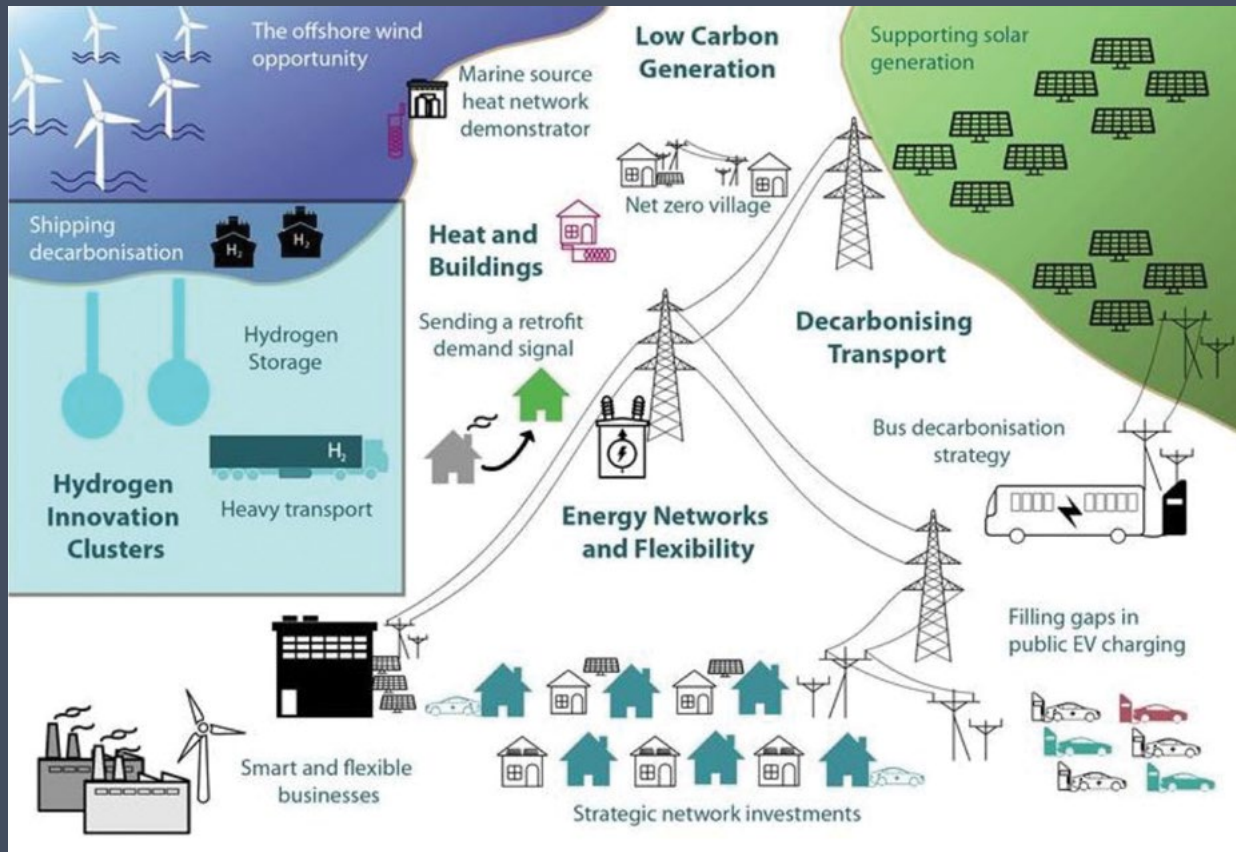 The offshore wind
opportunity
Low Carbon
Generation
Supporting solar
generation
Marine source
heat network
demonstrator
Net zero village
Shipping
decarbonisation
H₂
H₂
Heat and
Buildings
Hydrogen
Storage
Sending a retrofit
demand signal
Decarbonising
Transport
Bus decarbonisation
strategy
H₂
Heavy transport
Hydrogen
Innovation
Clusters
Energy Networks
and Flexibility
Filling gaps in
public EV charging
Smart and flexible
businesses
Strategic network investments